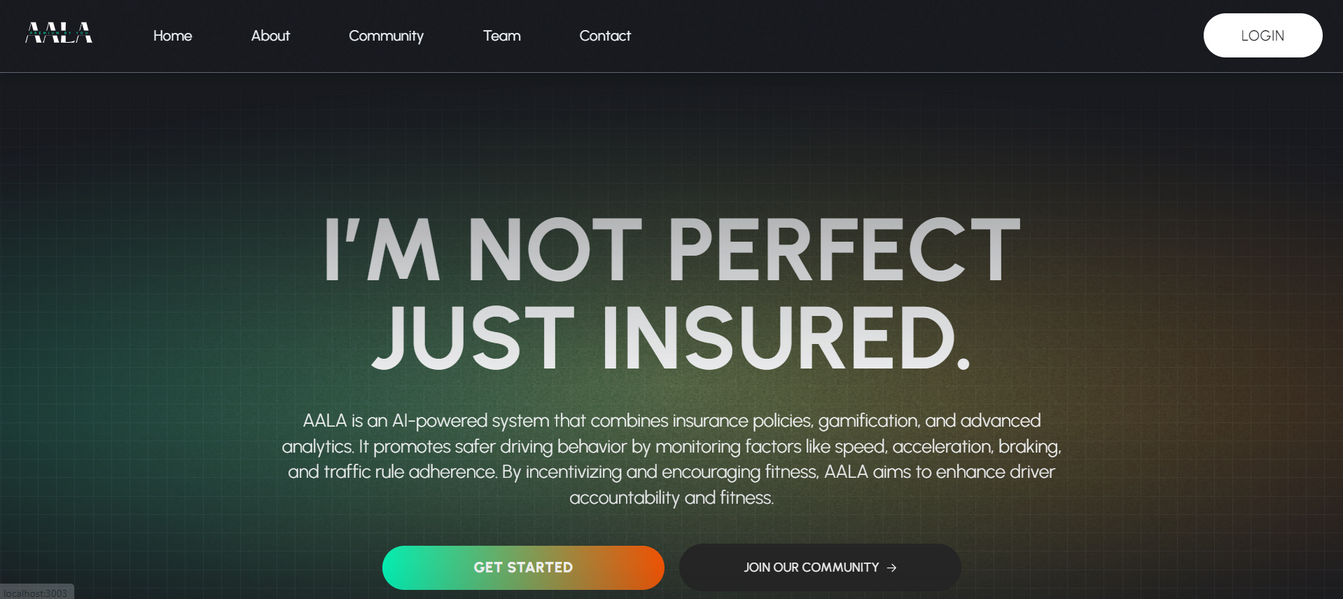 AALA
PREMIUM BY YOU
Home
About
Community
Team
Contact
LOGIN
I'M NOT PERFECT
JUST INSURED.
AALA is an AI-powered system that combines insurance policies, gamification, and advanced
analytics. It promotes safer driving behavior by monitoring factors like speed, acceleration, braking,
and traffic rule adherence. By incentivizing and encouraging fitness, AALA aims to enhance driver
accountability and fitness.
GET STARTED
JOIN OUR COMMUNITY →
localhost:3003